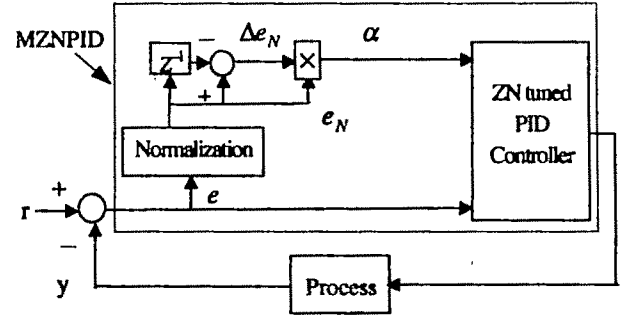 MZNPID
Z⁻¹
−
Δe_N
×
α
+
e_N
ZN tuned
PID
Controller
Normalization
+
r
e
−
y
Process